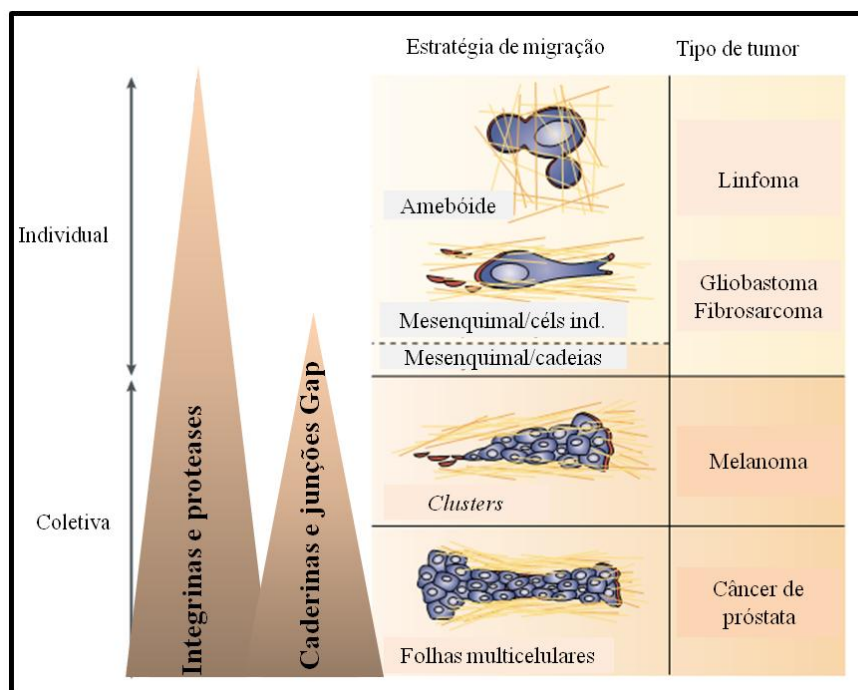 Estratégia de migração
Tipo de tumor
Individual
Coletiva
Integrinas e proteases
Caderinas e junções Gap
Amebóide
Linfoma
Mesenquimal/céls ind.
Gliobastoma
Fibrosarcoma
Mesenquimal/cadeias
Clusters
Melanoma
Folhas multicelulares
Câncer de
próstata